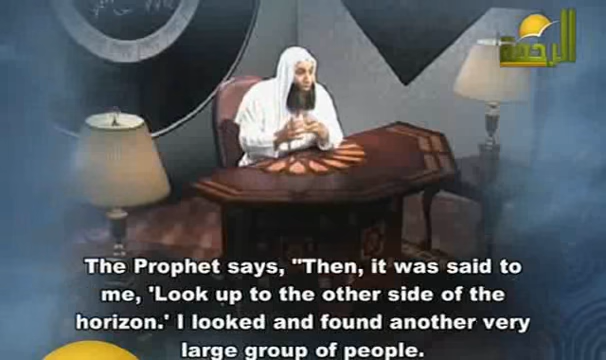 الرحمة
The Prophet says, "Then, it was said to
me, 'Look up to the other side of the
horizon.' I looked and found another very
large group of people.